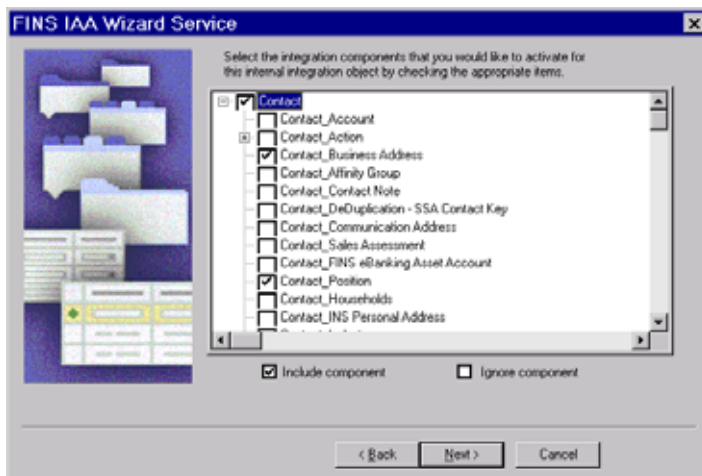 FINS IAA Wizard Service
Select the integration components that you would like to activate for
this internal integration object by checking the appropriate items.
Contact
Contact_Account
Contact_Action
Contact_Business Address
Contact_Affinity Group
Contact_Contact Note
Contact_DeDuplication - SSA Contact Key
Contact_Communication Address
Contact_Sales Assessment
Contact_FINS eBanking Asset Account
Contact_Position
Contact_Households
Contact_INS Personal Address
Include component
Ignore component
< Back
Next >
Cancel